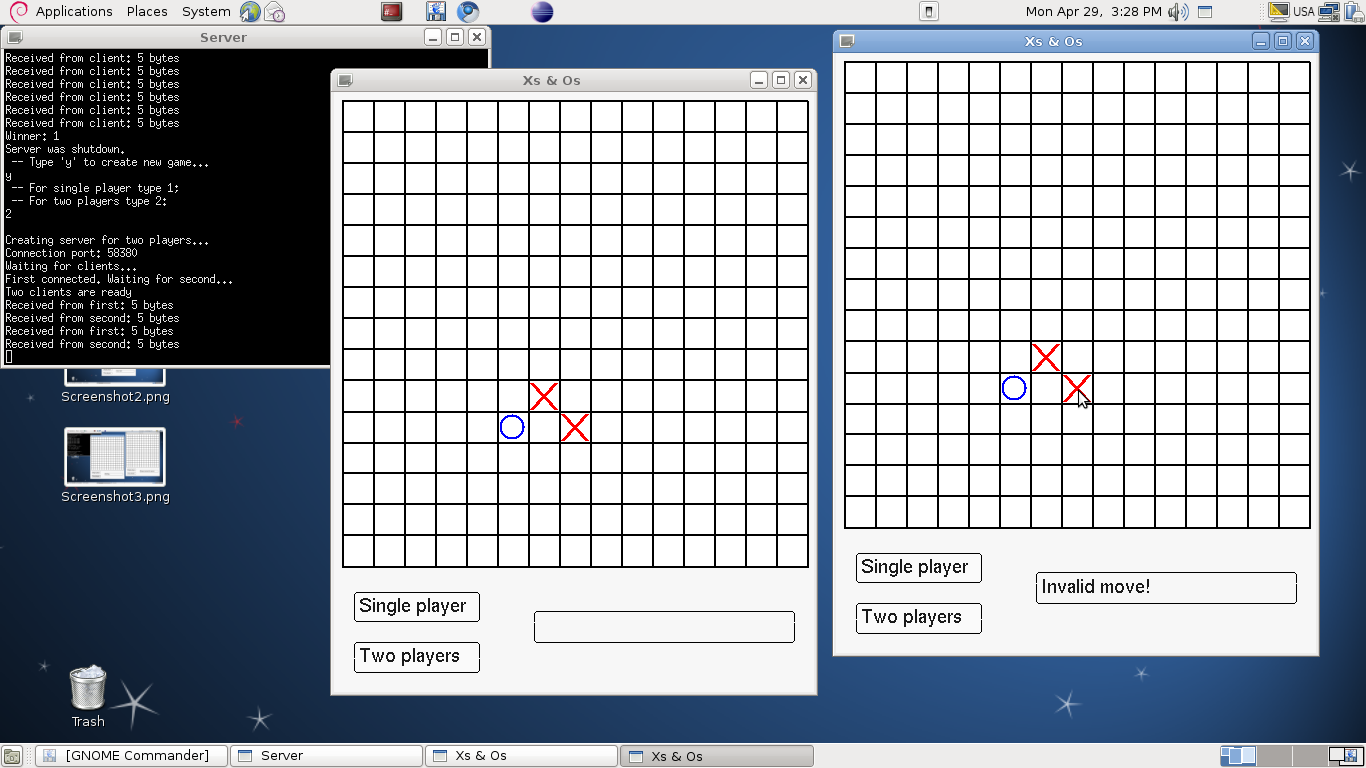 Applications Places System
Mon Apr 29, 3:28 PM
USA
Server
Received from client: 5 bytes
Received from client: 5 bytes
Received from client: 5 bytes
Received from client: 5 bytes
Received from client: 5 bytes
Received from client: 5 bytes
Winner: 1
Server was shutdown.
-- Type 'y' to create new game...
y
-- For single player type 1:
-- For two players type 2:
2
Creating server for two players...
Connection port: 58380
Waiting for clients...
First connected. Waiting for second...
Two clients are ready
Received from first: 5 bytes
Received from second: 5 bytes
Received from first: 5 bytes
Received from second: 5 bytes
Screenshot2.png
Screenshot3.png
Trash
Xs & Os
Single player
Two players
Xs & Os
Single player
Invalid move!
Two players
[GNOME Commander]
Server
Xs & Os
Xs & Os